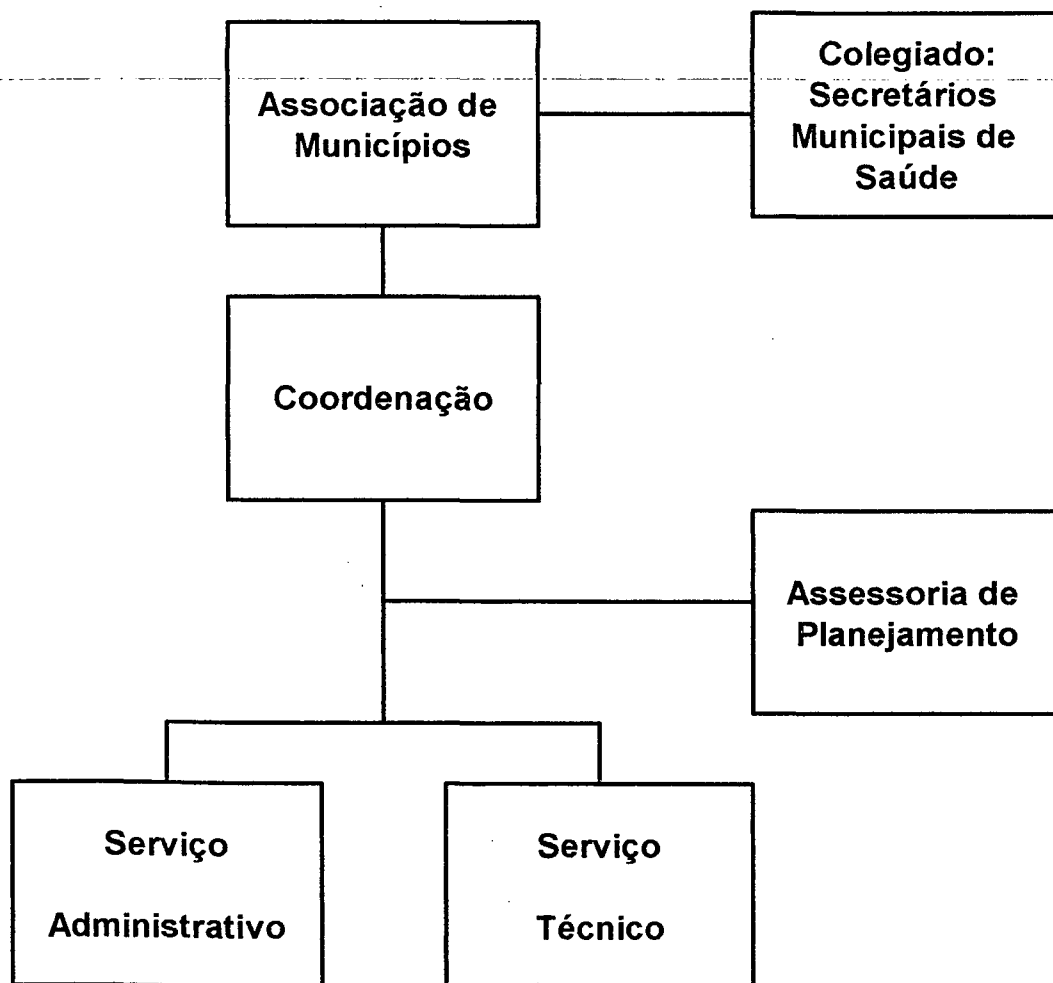 Associação de
Municípios
Colegiado:
Secretários
Municipais de
Saúde
Coordenação
Assessoria de
Planejamento
Serviço
Administrativo
Serviço
Técnico